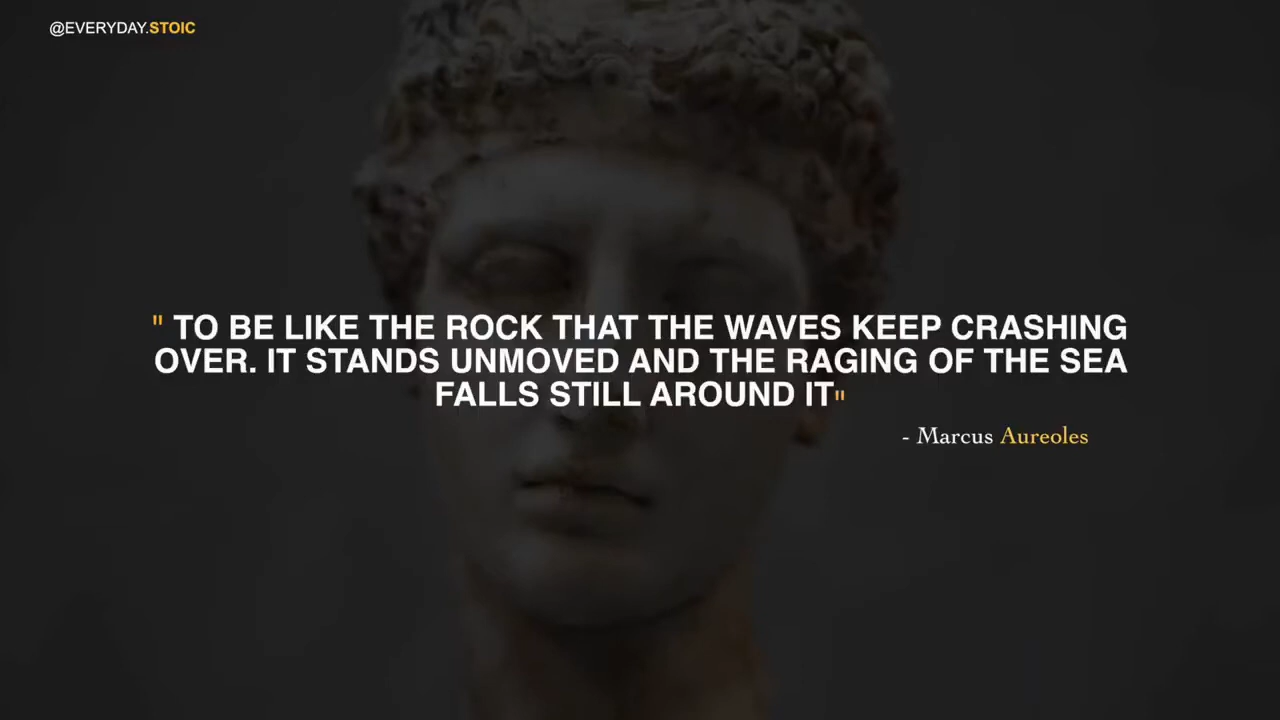 @EVERYDAY.STOIC
" TO BE LIKE THE ROCK THAT THE WAVES KEEP CRASHING
OVER. IT STANDS UNMOVED AND THE RAGING OF THE SEA
FALLS STILL AROUND IT"
- Marcus Aureoles